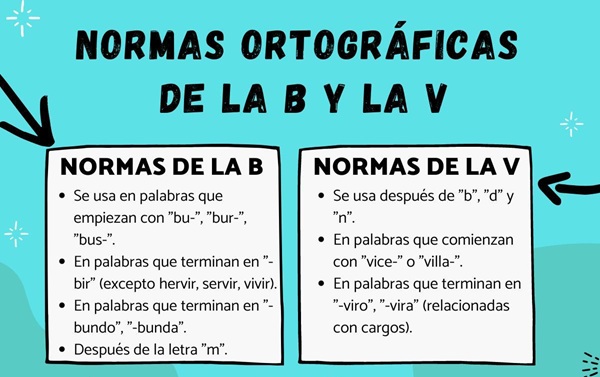 NORMAS ORTOGRÁFICAS
DE LA B Y LA V
NORMAS DE LA B
• Se usa en palabras que
empiezan con ”bu-”, ”bur-”,
”bus-”.
• En palabras que terminan en ”-
bir” (excepto hervir, servir, vivir).
• En palabras que terminan en ”-
bundo”, ”-bunda”.
• Después de la letra ”m”.
NORMAS DE LA V
• Se usa después de ”b”, ”d” y
”n”.
• En palabras que comienzan
con ”vice-” o ”villa-”.
• En palabras que terminan en
”-viro”, ”-vira” (relacionadas
con cargos).